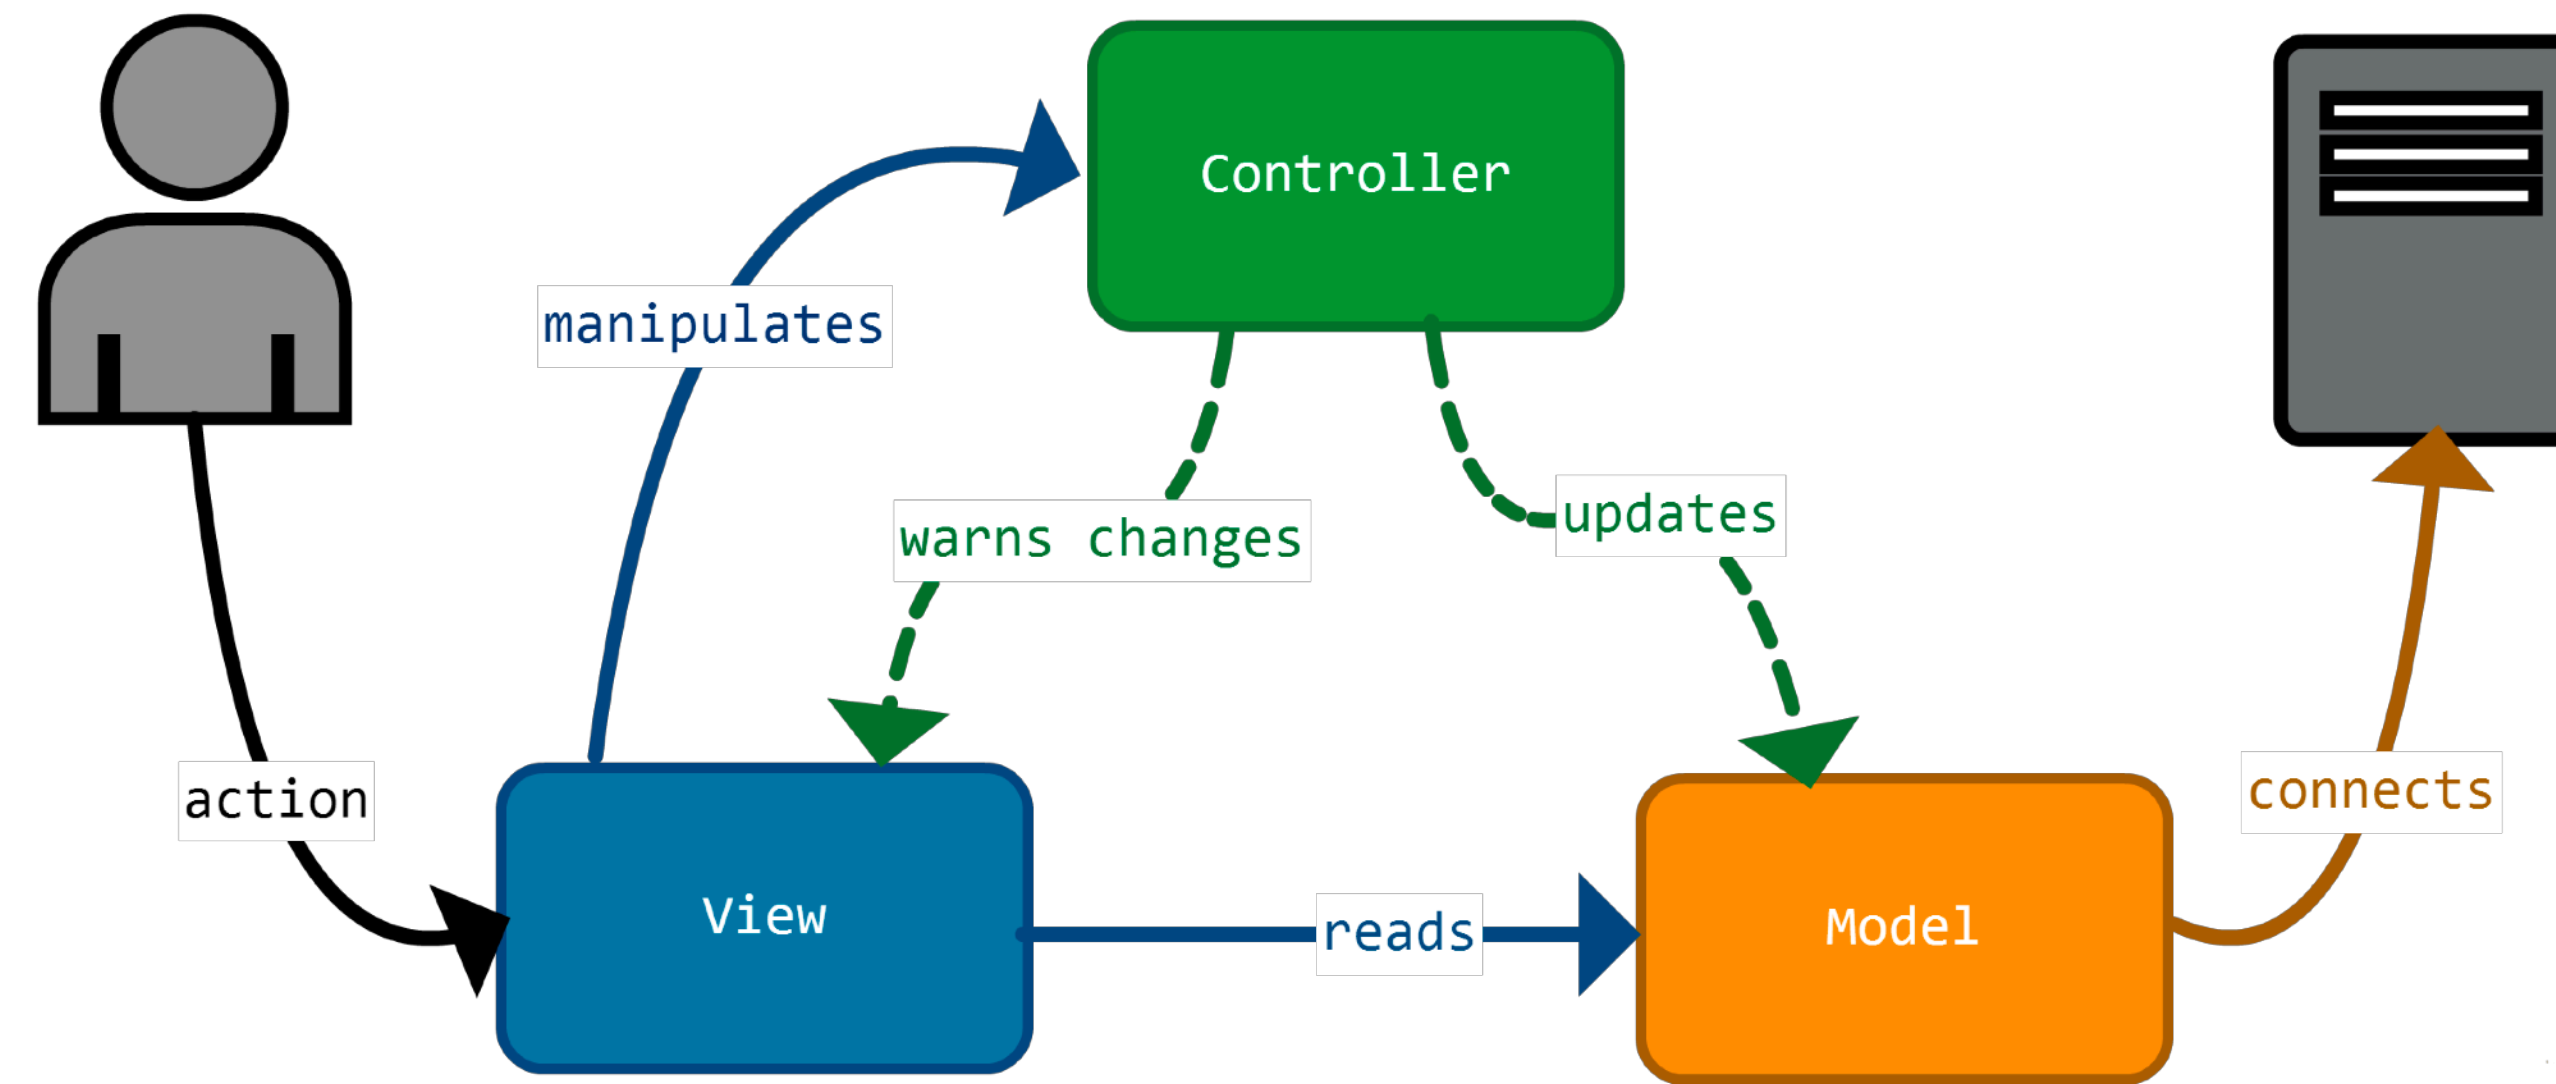 Controller
manipulates
warns changes
updates
action
connects
View
reads
Model